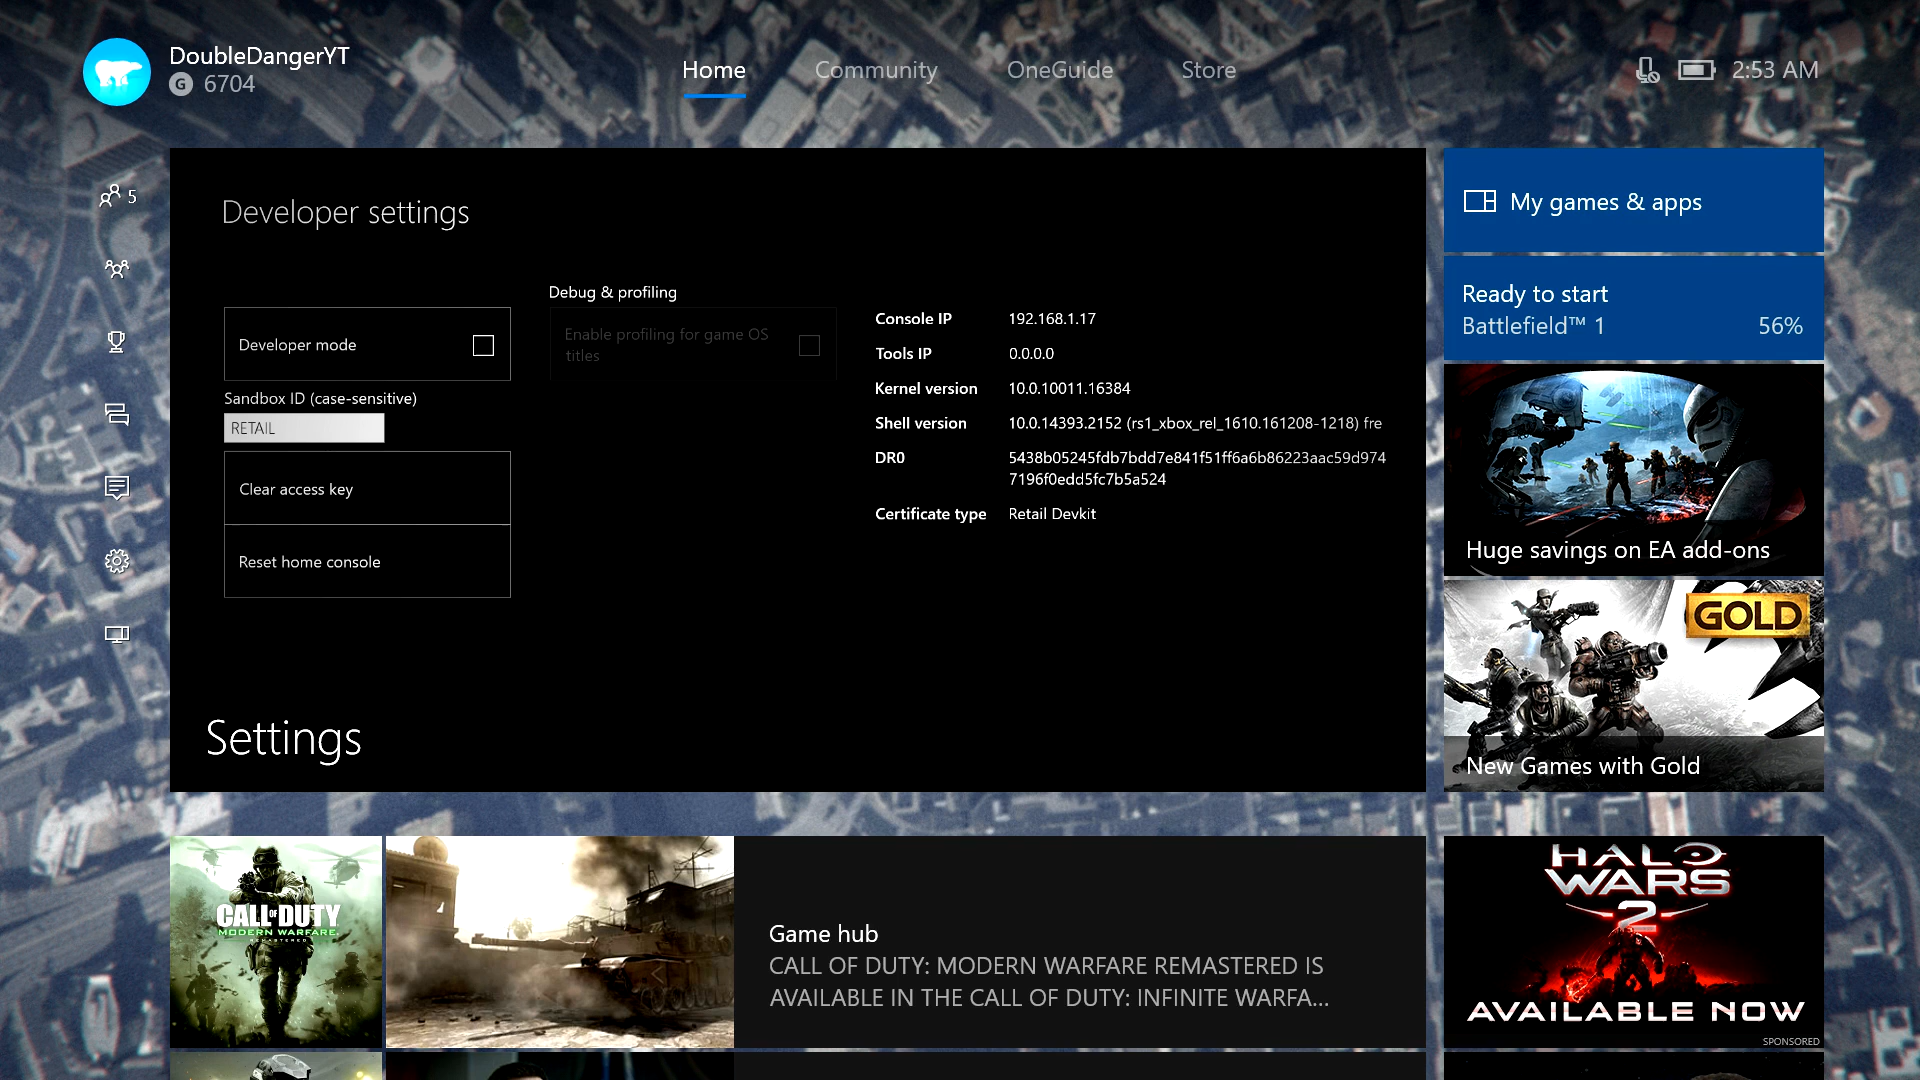 DoubleDangerYT
G 6704
Home
Community
OneGuide
Store
2:53 AM
5
Developer settings
Developer mode
Sandbox ID (case-sensitive)
RETAIL
Clear access key
Reset home console
Debug & profiling
Enable profiling for game OS
titles
Console IP 192.168.1.17
Tools IP 0.0.0.0
Kernel version 10.0.10011.16384
Shell version 10.0.14393.2152 (rs1_xbox_rel_1610.161208-1218) fre
DR0 5438b05245fdb7bdd7e841f51ff6a6b86223aac59d974
7196f0edd5fc7b5a524
Certificate type Retail Devkit
Settings
My games & apps
Ready to start
Battlefield™ 1 56%
Huge savings on EA add-ons
GOLD
New Games with Gold
CALL OF DUTY
MODERN WARFARE
REMASTERED
Game hub
CALL OF DUTY: MODERN WARFARE REMASTERED IS
AVAILABLE IN THE CALL OF DUTY: INFINITE WARFA...
HALO
WARS
2
AVAILABLE NOW
SPONSORED